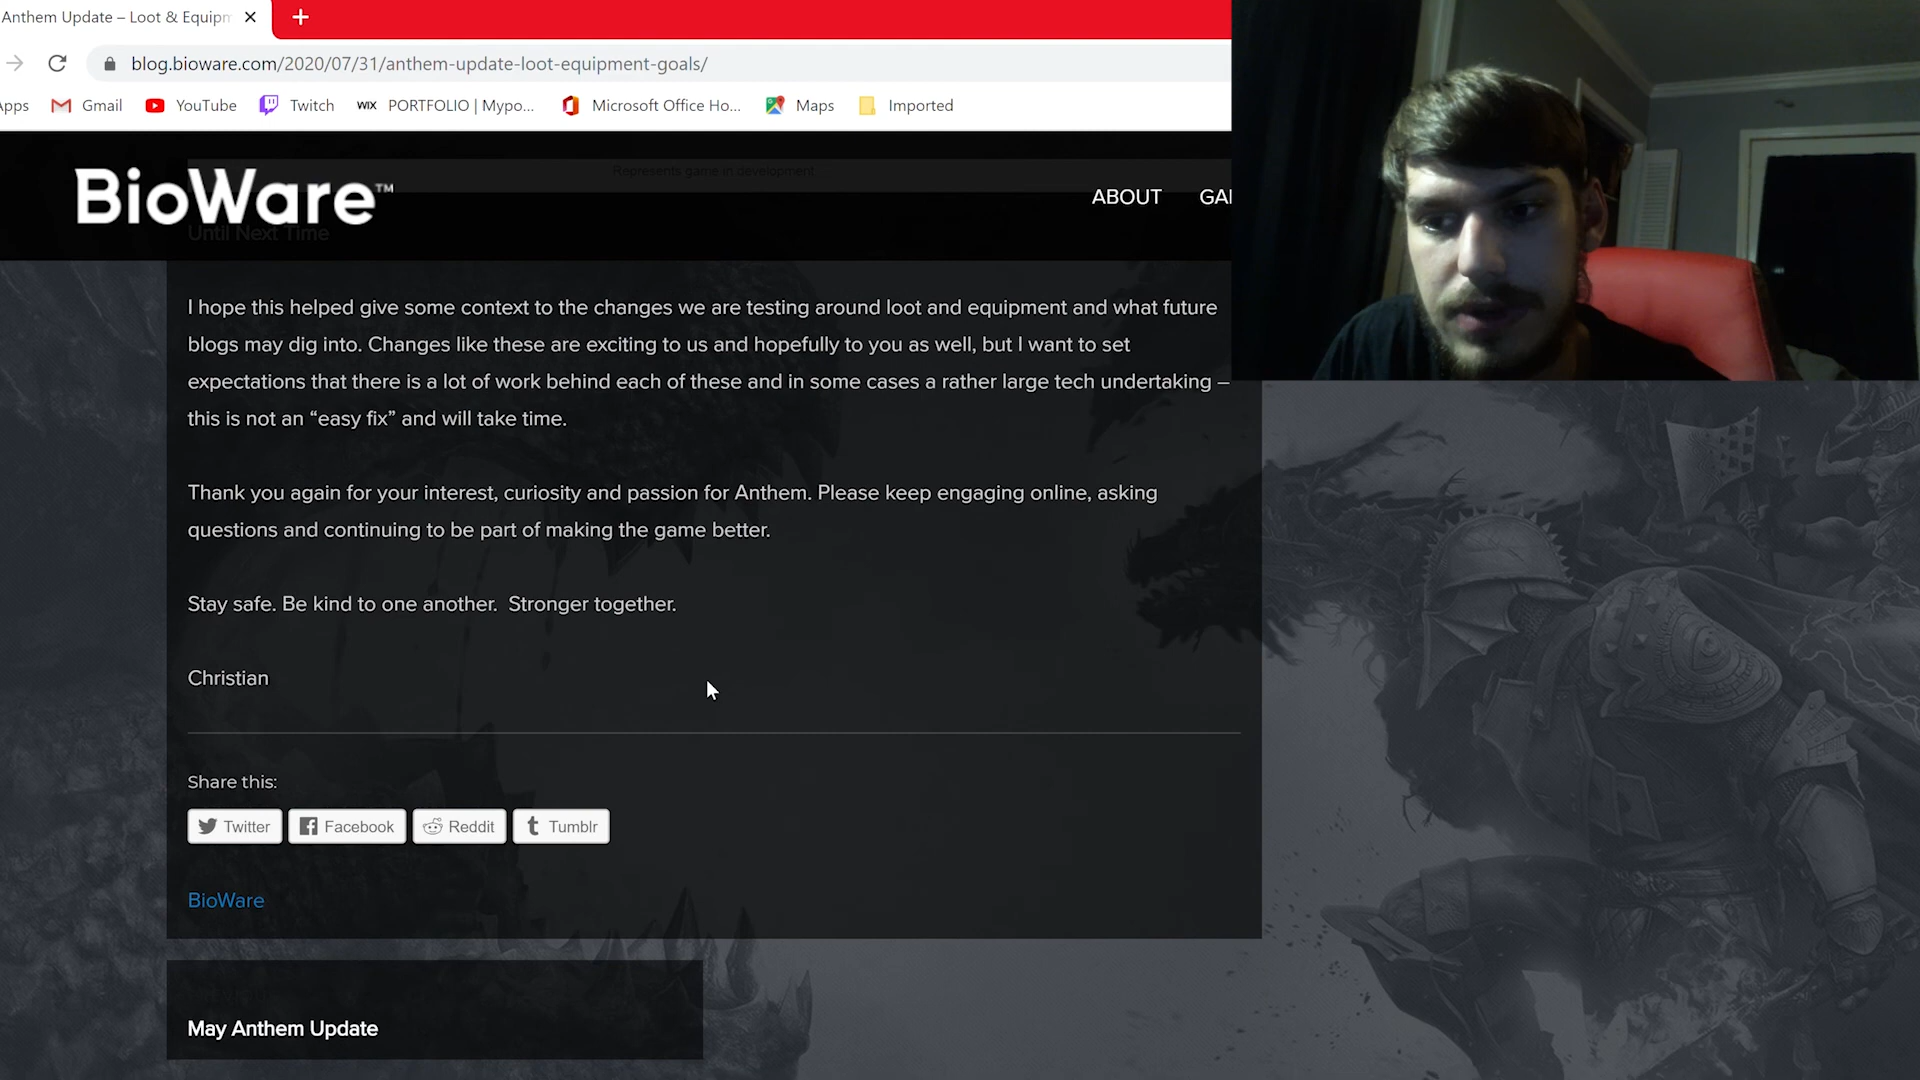 Anthem Update – Loot & Equipm
blog.bioware.com/2020/07/31/anthem-update-loot-equipment-goals/
pps Gmail YouTube Twitch WIX PORTFOLIO | Mypo... Microsoft Office Ho... Maps Imported
Represents game in development
BioWare™ ABOUT GA
Until Next Time
I hope this helped give some context to the changes we are testing around loot and equipment and what future
blogs may dig into. Changes like these are exciting to us and hopefully to you as well, but I want to set
expectations that there is a lot of work behind each of these and in some cases a rather large tech undertaking –
this is not an “easy fix” and will take time.
Thank you again for your interest, curiosity and passion for Anthem. Please keep engaging online, asking
questions and continuing to be part of making the game better.
Stay safe. Be kind to one another. Stronger together.
Christian
Share this:
Twitter Facebook Reddit Tumblr
BioWare
May Anthem Update